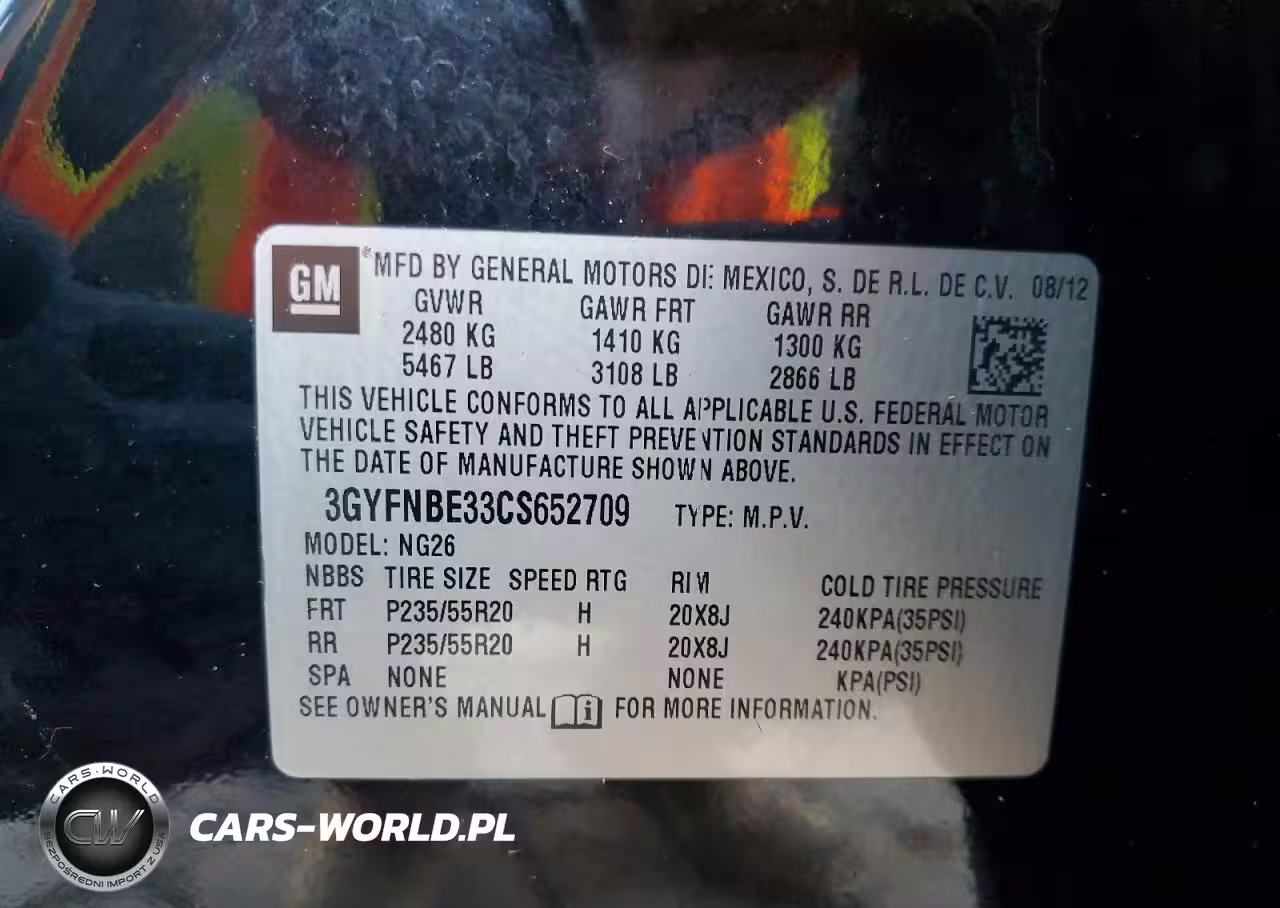 GM
®MFD BY GENERAL MOTORS DE MEXICO, S. DE R.L. DE C.V. 08/12
GVWR GAWR FRT GAWR RR
2480 KG 1410 KG 1300 KG
5467 LB 3108 LB 2866 LB
THIS VEHICLE CONFORMS TO ALL APPLICABLE U.S. FEDERAL MOTOR
VEHICLE SAFETY AND THEFT PREVENTION STANDARDS IN EFFECT ON
THE DATE OF MANUFACTURE SHOWN ABOVE.
3GYFNBE33CS652709 TYPE: M.P.V.
MODEL: NG26
NBBS TIRE SIZE SPEED RTG RIM COLD TIRE PRESSURE
FRT P235/55R20 H 20X8J 240KPA(35PSI)
RR P235/55R20 H 20X8J 240KPA(35PSI)
SPA NONE NONE KPA(PSI)
SEE OWNER'S MANUAL i FOR MORE INFORMATION.
CARS-WORLD
CW
BEZPOŚREDNI IMPORT Z USA
CARS-WORLD.PL